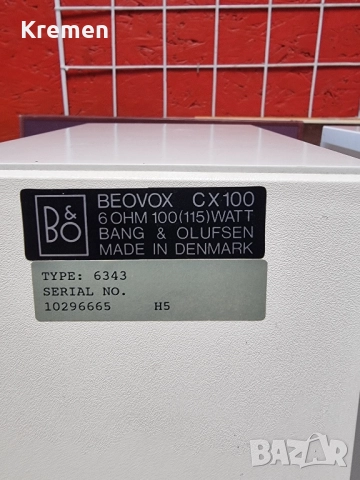 Kremen
B&O
BEOVOX CX100
6 OHM 100(115)WATT
BANG & OLUFSEN
MADE IN DENMARK
TYPE: 6343
SERIAL NO.
10296665 H5
BAZAR